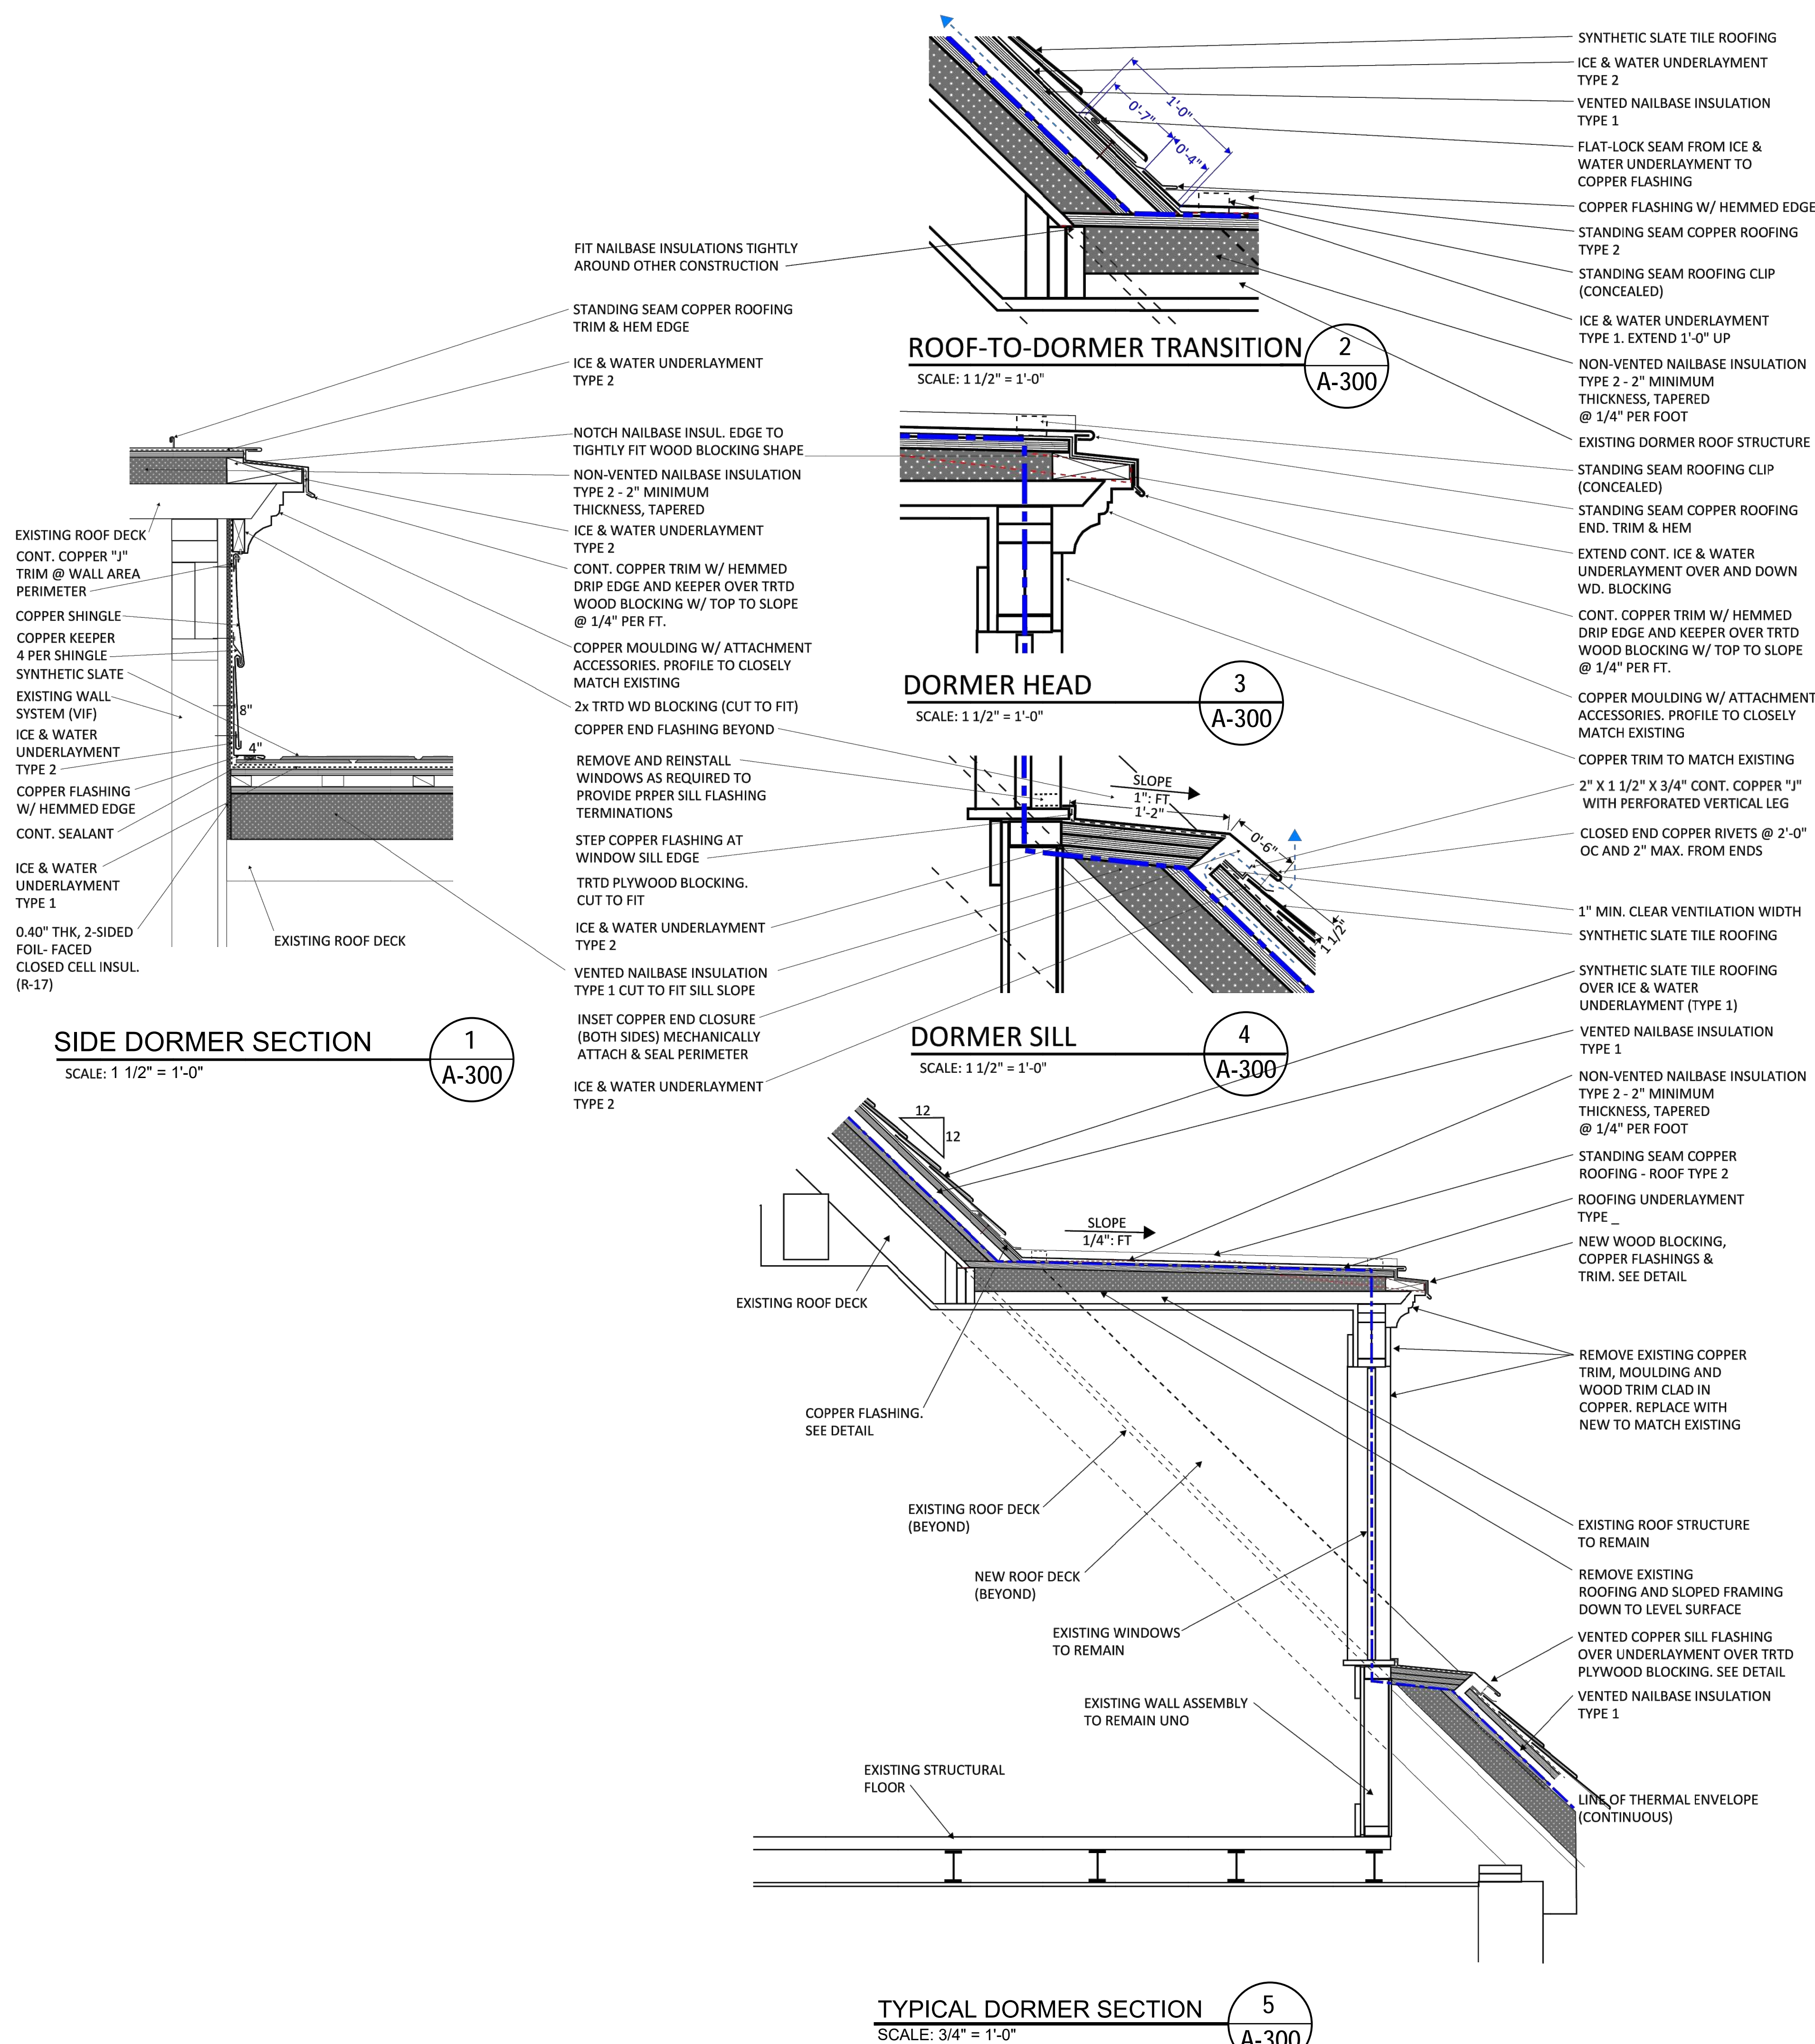 SYNTHETIC SLATE TILE ROOFING
ICE & WATER UNDERLAYMENT
TYPE 2
VENTED NAILBASE INSULATION
TYPE 1
FLAT-LOCK SEAM FROM ICE &
WATER UNDERLAYMENT TO
COPPER FLASHING
COPPER FLASHING W/ HEMMED EDGE
STANDING SEAM COPPER ROOFING
TYPE 2
STANDING SEAM ROOFING CLIP
(CONCEALED)
ICE & WATER UNDERLAYMENT
TYPE 1. EXTEND 1'-0" UP
NON-VENTED NAILBASE INSULATION
TYPE 2 - 2" MINIMUM
THICKNESS, TAPERED
@ 1/4" PER FOOT
EXISTING DORMER ROOF STRUCTURE
1'-0"
0'-7"
0'-4"
FIT NAILBASE INSULATIONS TIGHTLY
AROUND OTHER CONSTRUCTION
ROOF-TO-DORMER TRANSITION
SCALE: 1 1/2" = 1'-0"
2
A-300
STANDING SEAM COPPER ROOFING
TRIM & HEM EDGE
ICE & WATER UNDERLAYMENT
TYPE 2
NOTCH NAILBASE INSUL. EDGE TO
TIGHTLY FIT WOOD BLOCKING SHAPE
NON-VENTED NAILBASE INSULATION
TYPE 2 - 2" MINIMUM
THICKNESS, TAPERED
ICE & WATER UNDERLAYMENT
TYPE 2
CONT. COPPER TRIM W/ HEMMED
DRIP EDGE AND KEEPER OVER TRTD
WOOD BLOCKING W/ TOP TO SLOPE
@ 1/4" PER FT.
COPPER MOULDING W/ ATTACHMENT
ACCESSORIES. PROFILE TO CLOSELY
MATCH EXISTING
2x TRTD WD BLOCKING (CUT TO FIT)
COPPER END FLASHING BEYOND
REMOVE AND REINSTALL
WINDOWS AS REQUIRED TO
PROVIDE PRPER SILL FLASHING
TERMINATIONS
STEP COPPER FLASHING AT
WINDOW SILL EDGE
TRTD PLYWOOD BLOCKING.
CUT TO FIT
ICE & WATER UNDERLAYMENT
TYPE 2
VENTED NAILBASE INSULATION
TYPE 1 CUT TO FIT SILL SLOPE
INSET COPPER END CLOSURE
(BOTH SIDES) MECHANICALLY
ATTACH & SEAL PERIMETER
ICE & WATER UNDERLAYMENT
TYPE 2
EXISTING ROOF DECK
CONT. COPPER "J"
TRIM @ WALL AREA
PERIMETER
COPPER SHINGLE
COPPER KEEPER
4 PER SHINGLE
SYNTHETIC SLATE
EXISTING WALL
SYSTEM (VIF)
ICE & WATER
UNDERLAYMENT
TYPE 2
COPPER FLASHING
W/ HEMMED EDGE
CONT. SEALANT
ICE & WATER
UNDERLAYMENT
TYPE 1
0.40" THK, 2-SIDED
FOIL- FACED
CLOSED CELL INSUL.
(R-17)
8"
4"
EXISTING ROOF DECK
SIDE DORMER SECTION
SCALE: 1 1/2" = 1'-0"
1
A-300
STANDING SEAM ROOFING CLIP
(CONCEALED)
STANDING SEAM COPPER ROOFING
END. TRIM & HEM
EXTEND CONT. ICE & WATER
UNDERLAYMENT OVER AND DOWN
WD. BLOCKING
CONT. COPPER TRIM W/ HEMMED
DRIP EDGE AND KEEPER OVER TRTD
WOOD BLOCKING W/ TOP TO SLOPE
@ 1/4" PER FT.
COPPER MOULDING W/ ATTACHMENT
ACCESSORIES. PROFILE TO CLOSELY
MATCH EXISTING
COPPER TRIM TO MATCH EXISTING
DORMER HEAD
SCALE: 1 1/2" = 1'-0"
3
A-300
SLOPE
1": FT
1'-2"
0'-6"
1 1/2"
2" X 1 1/2" X 3/4" CONT. COPPER "J"
WITH PERFORATED VERTICAL LEG
CLOSED END COPPER RIVETS @ 2'-0"
OC AND 2" MAX. FROM ENDS
1" MIN. CLEAR VENTILATION WIDTH
SYNTHETIC SLATE TILE ROOFING
DORMER SILL
SCALE: 1 1/2" = 1'-0"
4
A-300
SYNTHETIC SLATE TILE ROOFING
OVER ICE & WATER
UNDERLAYMENT (TYPE 1)
VENTED NAILBASE INSULATION
TYPE 1
NON-VENTED NAILBASE INSULATION
TYPE 2 - 2" MINIMUM
THICKNESS, TAPERED
@ 1/4" PER FOOT
STANDING SEAM COPPER
ROOFING - ROOF TYPE 2
ROOFING UNDERLAYMENT
TYPE _
NEW WOOD BLOCKING,
COPPER FLASHINGS &
TRIM. SEE DETAIL
REMOVE EXISTING COPPER
TRIM, MOULDING AND
WOOD TRIM CLAD IN
COPPER. REPLACE WITH
NEW TO MATCH EXISTING
EXISTING ROOF STRUCTURE
TO REMAIN
REMOVE EXISTING
ROOFING AND SLOPED FRAMING
DOWN TO LEVEL SURFACE
VENTED COPPER SILL FLASHING
OVER UNDERLAYMENT OVER TRTD
PLYWOOD BLOCKING. SEE DETAIL
VENTED NAILBASE INSULATION
TYPE 1
LINE OF THERMAL ENVELOPE
(CONTINUOUS)
12
12
SLOPE
1/4": FT
EXISTING ROOF DECK
COPPER FLASHING.
SEE DETAIL
EXISTING ROOF DECK
(BEYOND)
NEW ROOF DECK
(BEYOND)
EXISTING WINDOWS
TO REMAIN
EXISTING WALL ASSEMBLY
TO REMAIN UNO
EXISTING STRUCTURAL
FLOOR
TYPICAL DORMER SECTION
SCALE: 3/4" = 1'-0"
5
A-300